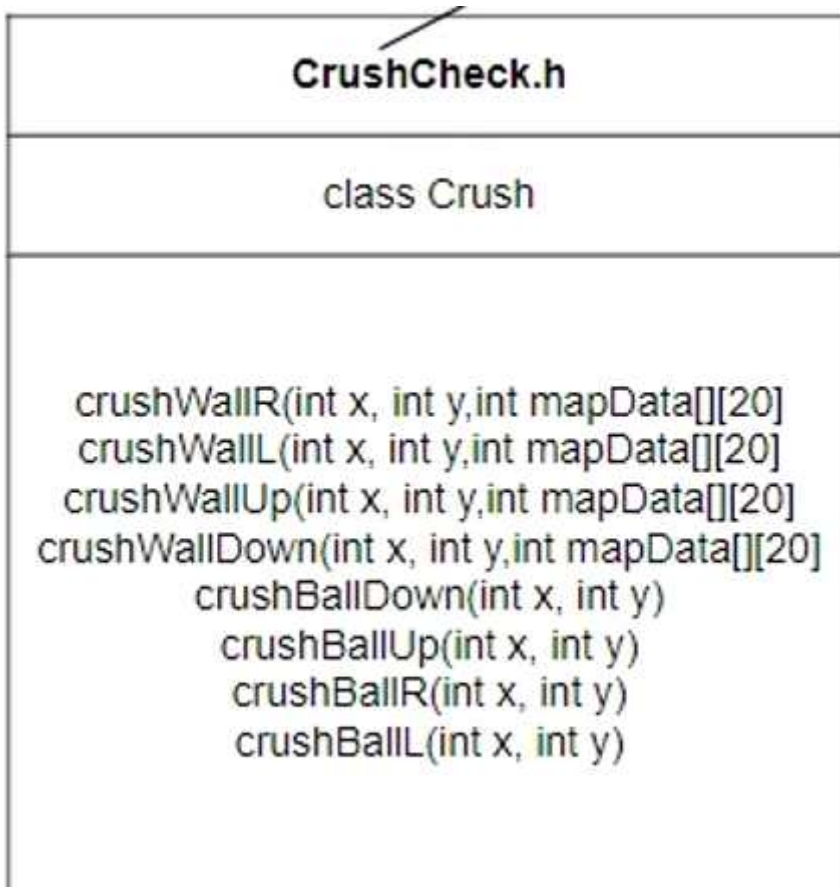 CrushCheck.h
class Crush
crushWallR(int x, int y,int mapData[][20]
crushWallL(int x, int y,int mapData[][20]
crushWallUp(int x, int y,int mapData[][20]
crushWallDown(int x, int y,int mapData[][20]
crushBallDown(int x, int y)
crushBallUp(int x, int y)
crushBallR(int x, int y)
crushBallL(int x, int y)